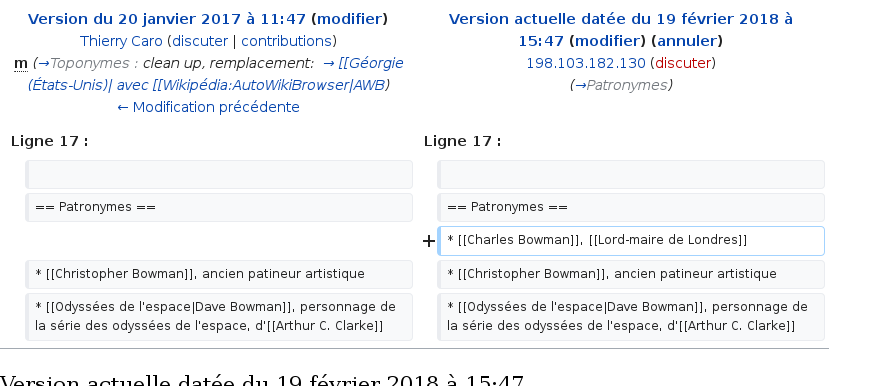 Version du 20 janvier 2017 à 11:47 (modifier)
Thierry Caro (discuter | contributions)
m (→Toponymes : clean up, remplacement:  → [[Géorgie
(États-Unis)| avec [[Wikipédia:AutoWikiBrowser|AWB)
← Modification précédente
Version actuelle datée du 19 février 2018 à
15:47 (modifier) (annuler)
198.103.182.130 (discuter)
(→Patronymes)
Ligne 17 :
Ligne 17 :
== Patronymes ==
== Patronymes ==
+ * [[Charles Bowman]], [[Lord-maire de Londres]]
* [[Christopher Bowman]], ancien patineur artistique
* [[Christopher Bowman]], ancien patineur artistique
* [[Odyssées de l'espace|Dave Bowman]], personnage de
la série des odyssées de l'espace, d'[[Arthur C. Clarke]]
* [[Odyssées de l'espace|Dave Bowman]], personnage de
la série des odyssées de l'espace, d'[[Arthur C. Clarke]]
Version actuelle datée du 19 février 2018 à 15:47